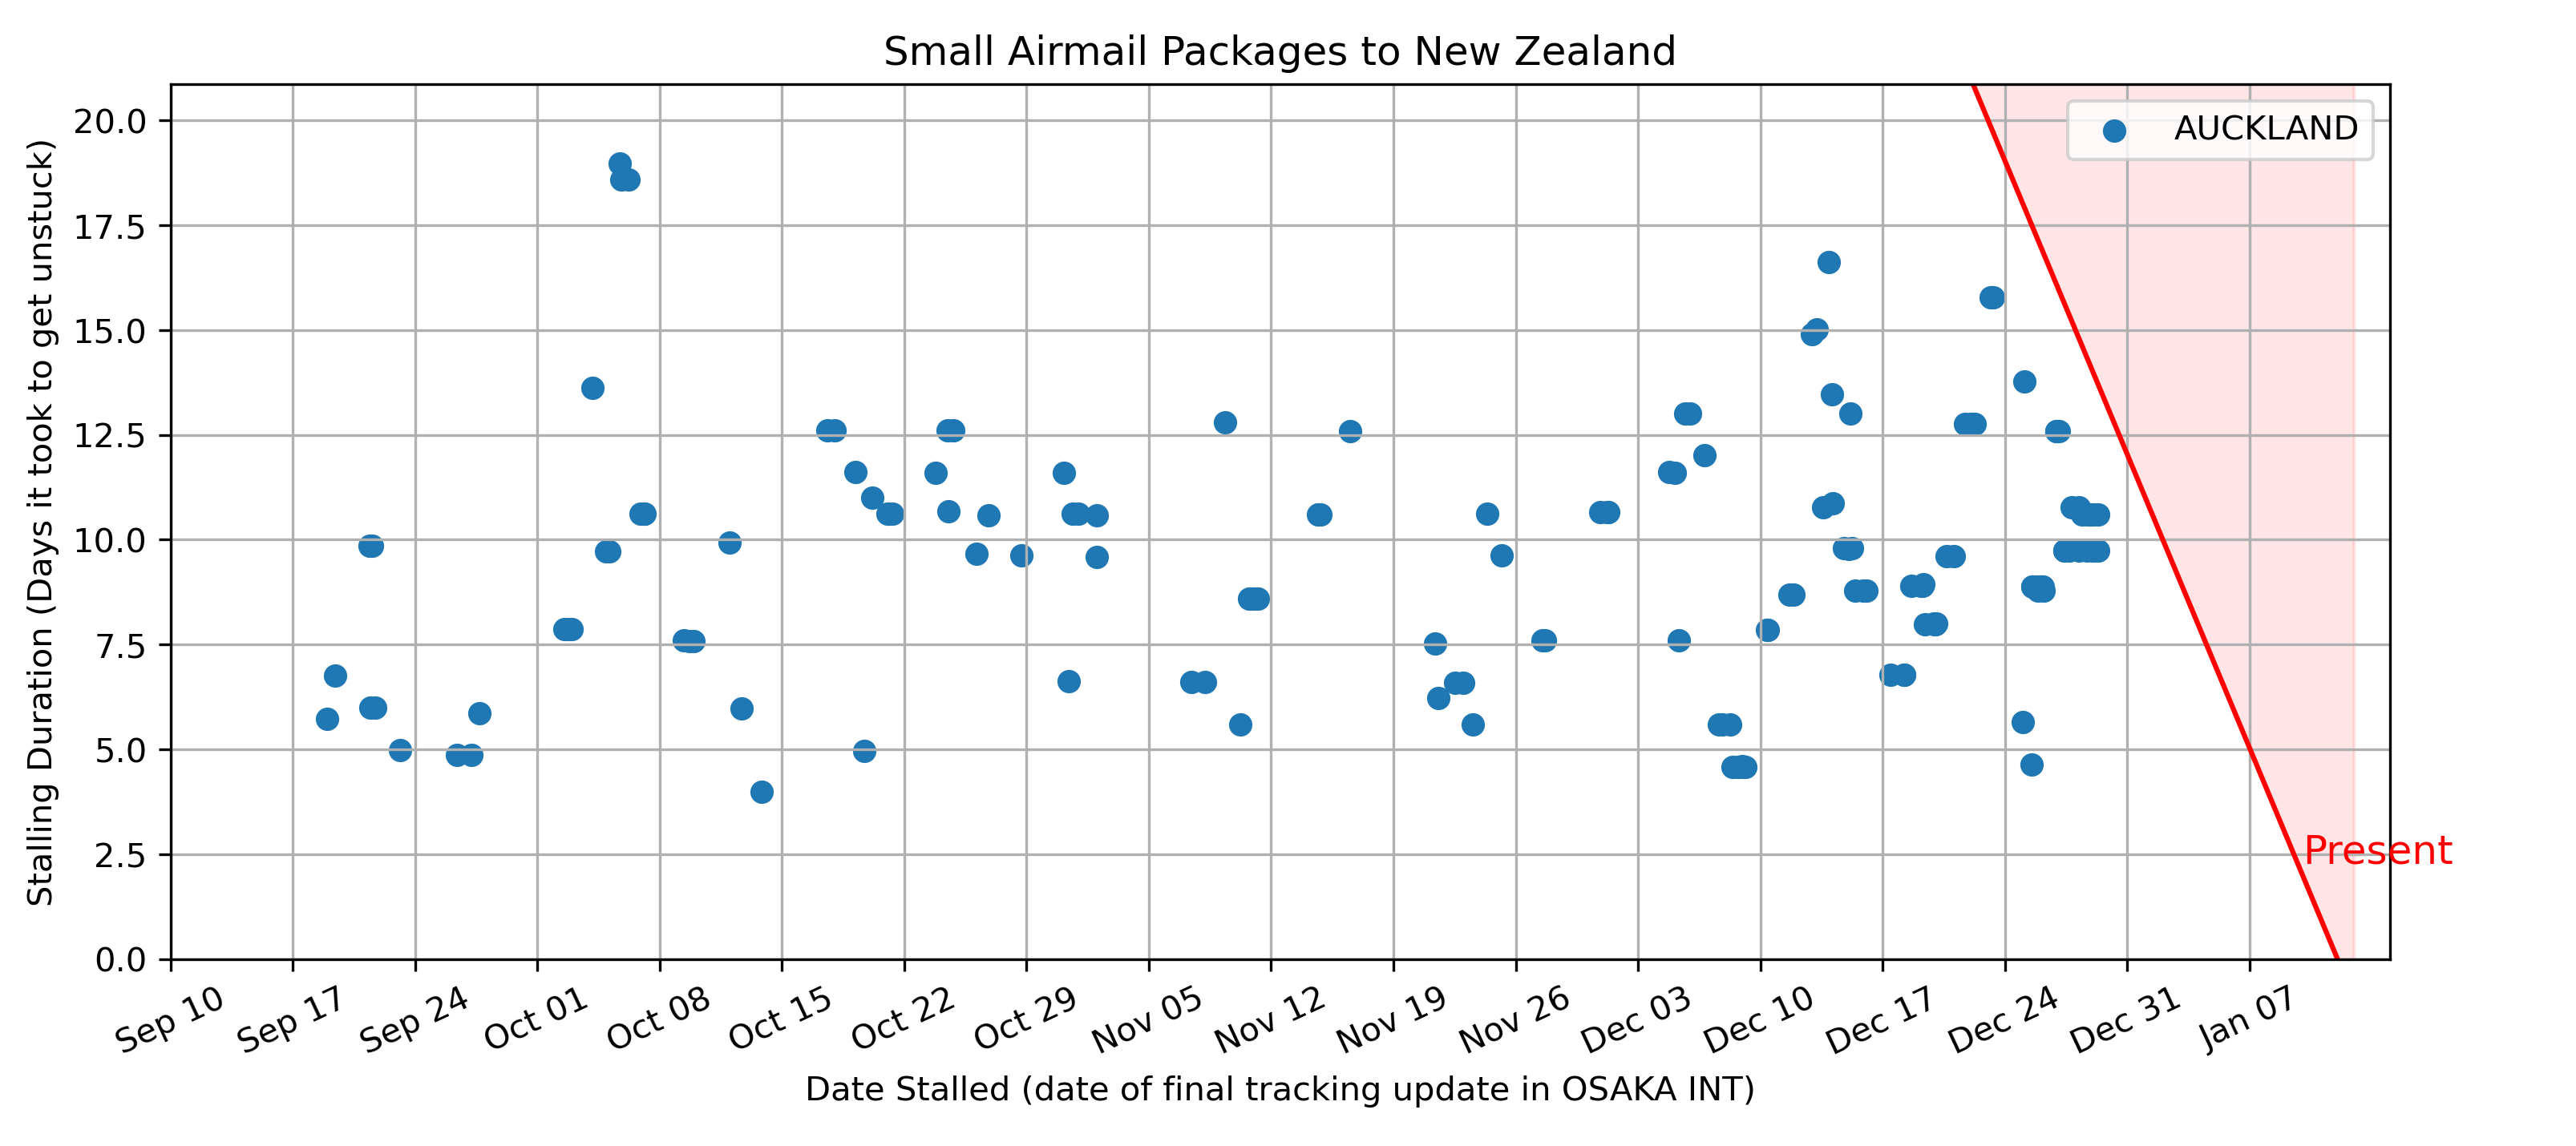 Small Airmail Packages to New Zealand
Stalling Duration (Days it took to get unstuck)
20.0
17.5
15.0
12.5
10.0
7.5
5.0
2.5
0.0
AUCKLAND
Present
Sep 10
Sep 17
Sep 24
Oct 01
Oct 08
Oct 15
Oct 22
Oct 29
Nov 05
Nov 12
Nov 19
Nov 26
Dec 03
Dec 10
Dec 17
Dec 24
Dec 31
Jan 07
Date Stalled (date of final tracking update in OSAKA INT)